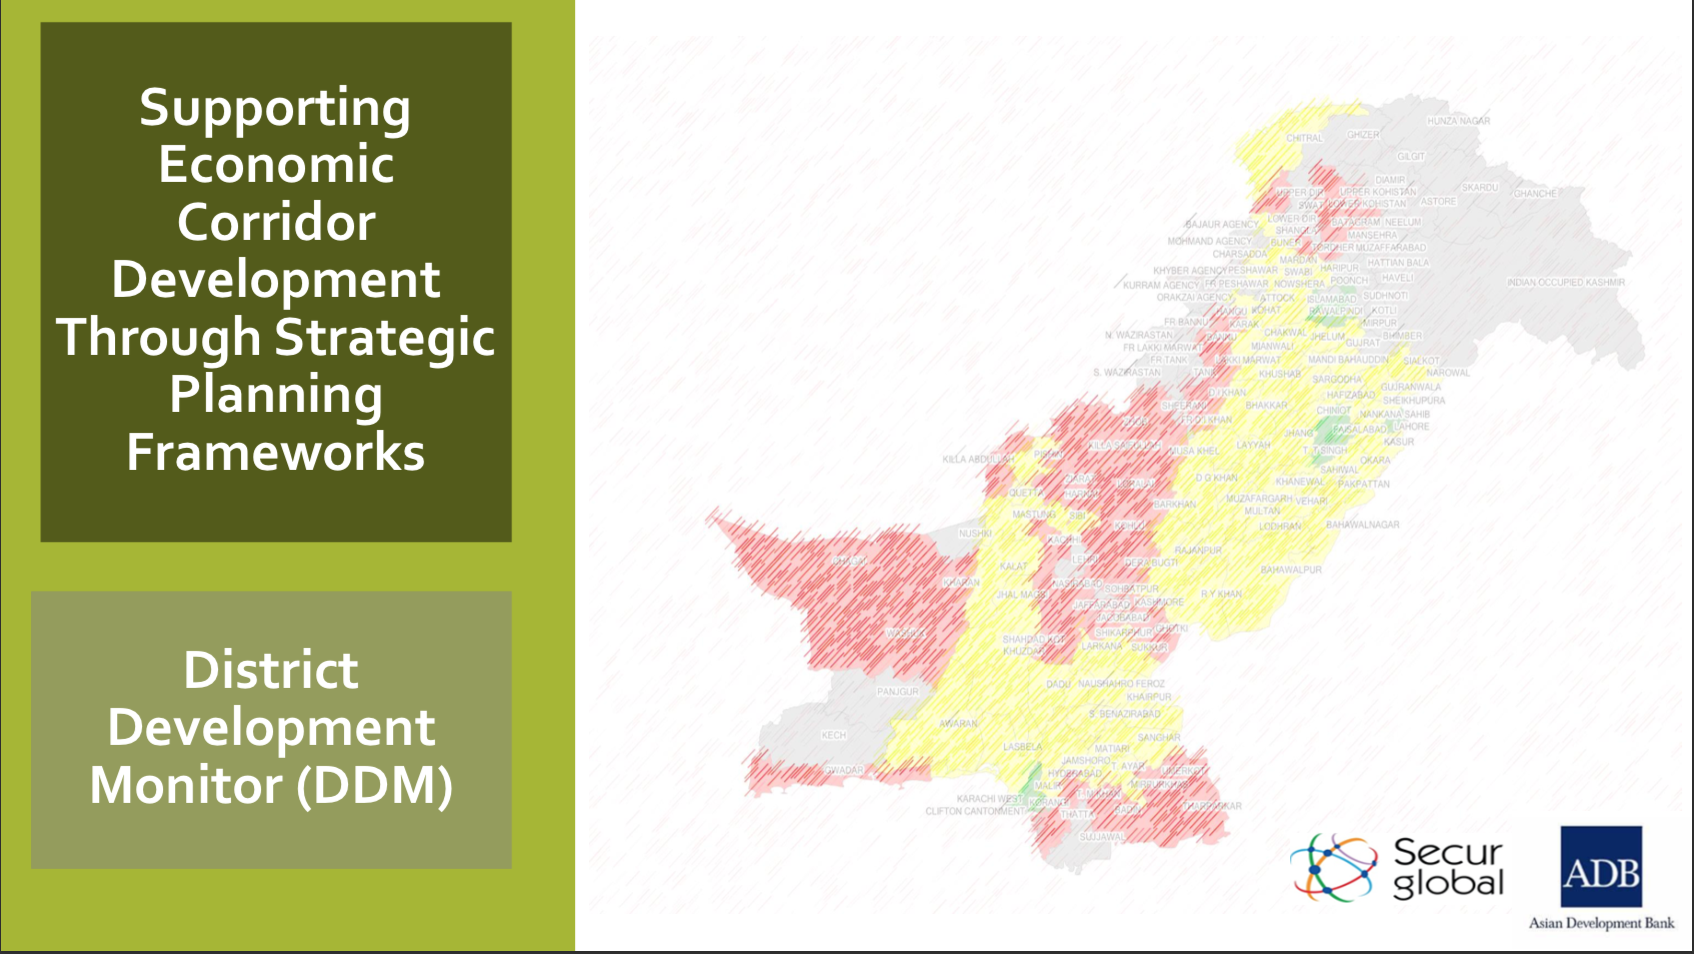 Supporting
Economic
Corridor
Development
Through Strategic
Planning
Frameworks
District
Development
Monitor (DDM)
CHITRAL
GHIZER
HUNZA NAGAR
GILGIT
DIAMIR
SKARDU
GHANCHE
UPPER DIR
UPPER KOHISTAN
SWAT
LOWER KOHISTAN
ASTORE
BAJAUR AGENCY
LOWER DIR
BATAGRAM
NEELUM
SHANGLA
MANSEHRA
MOHMAND AGENCY
BUNER
TORDHER
MUZAFFARABAD
CHARSADDA
MARDAN
HATTIAN BALA
KHYBER AGENCY
PESHAWAR
SWABI
HARIPUR
POONCH
HAVELI
INDIAN OCCUPIED KASHMIR
KURRAM AGENCY
FR PESHAWAR
NOWSHERA
ORAKZAI AGENCY
ATTOCK
ISLAMABAD
SUDHNOTI
HANGU
KOHAT
RAWALPINDI
KOTLI
FR BANNU
KARAK
MIRPUR
N. WAZIRASTAN
BANNU
CHAKWAL
JHELUM
BHIMBER
FR LAKKI MARWAT
MIANWALI
GUJRAT
FR TANK
LAKKI MARWAT
MANDI BAHAUDDIN
SIALKOT
S. WAZIRASTAN
TANK
KHUSHAB
SARGODHA
NAROWAL
D I KHAN
HAFIZABAD
GUJRANWALA
SHEERANI
BHAKKAR
CHINIOT
SHEIKHUPURA
FR D I KHAN
NANKANA SAHIB
JHANG
FAISALABAD
LAHORE
KILLA SAIFULLAH
LAYYAH
KASUR
KILLA ABDULLAH
PISHIN
MUSA KHEL
T. T SINGH
OKARA
SAHIWAL
ZIARAT
LORALAI
D G KHAN
KHANEWAL
PAKPATTAN
QUETTA
HARNAI
MUZAFARGARH
VEHARI
BARKHAN
MULTAN
MASTUNG
SIBI
KOHLU
LODHRAN
BAHAWALNAGAR
NUSHKI
KACHHI
RAJANPUR
KALAT
LEHRI
DERA BUGTI
BAHAWALPUR
KHARAN
NASIRABAD
SOHBATPUR
R Y KHAN
JHAL MAGSI
JAFFARABAD
KASHMORE
JACOBABAD
WASHUK
SHIKARPUR
GHOTKI
SHAHDAD KOT
KHUZDAR
LARKANA
SUKKUR
PANJGUR
DADU
NAUSHAHRO FEROZ
KHAIRPUR
AWARAN
S. BENAZIRABAD
KECH
SANGHAR
LASBELA
MATIARI
JAMSHORO
T. AYAR
GWADAR
HYDERABAD
UMERKOT
MALIR
MIRPURKHAS
KARACHI WEST
T. M KHAN
KORANGI
THARPARKAR
CLIFTON CANTONMENT
THATTA
BADIN
SUJJAWAL
Secur
global
ADB
Asian Development Bank